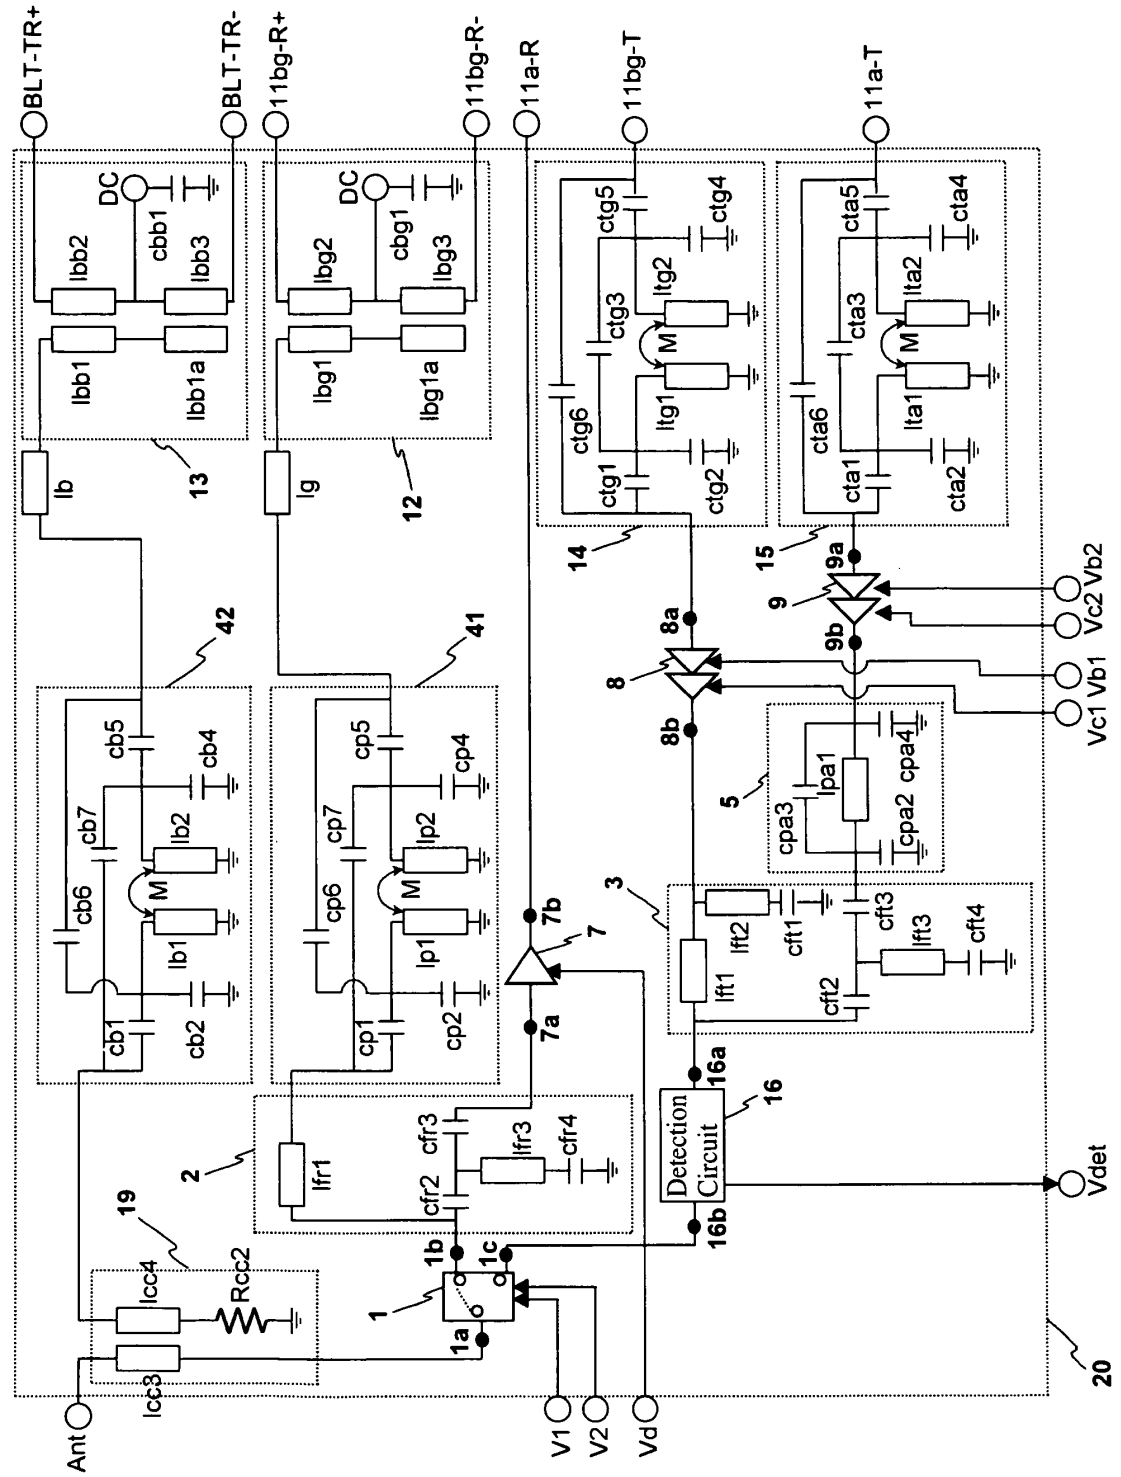 BLT-TR+
BLT-TR-
11bg-R+
11bg-R-
11a-R
11bg-T
11a-T
DC
cbb1
lbb2
lbb3
lbb1
lbb1a
13
lb
DC
cbg1
lbg2
lbg3
lbg1
lbg1a
12
lg
ctg5
ctg4
ctg3
ltg2
M
ltg1
ctg6
ctg1
ctg2
14
cta5
cta4
cta3
lta2
M
lta1
cta6
cta1
cta2
15
42
cb5
cb4
cb7
lb2
M
cb6
lb1
cb1
cb2
41
cp5
cp4
cp7
lp2
M
cp6
lp1
cp1
cp2
8a
8
8b
9a
9
9b
Vb2
Vc2
Vb1
Vc1
5
cpa3
lpa1
cpa4
cpa2
3
lft2
cft1
lft1
cft3
lft3
cft4
cft2
7b
7
7a
2
lfr1
cfr3
lfr3
cfr4
cfr2
16a
16
Detection
Circuit
16b
Vdet
19
lcc4
Rcc2
lcc3
1b
1c
1
1a
Ant
V1
V2
Vd
20